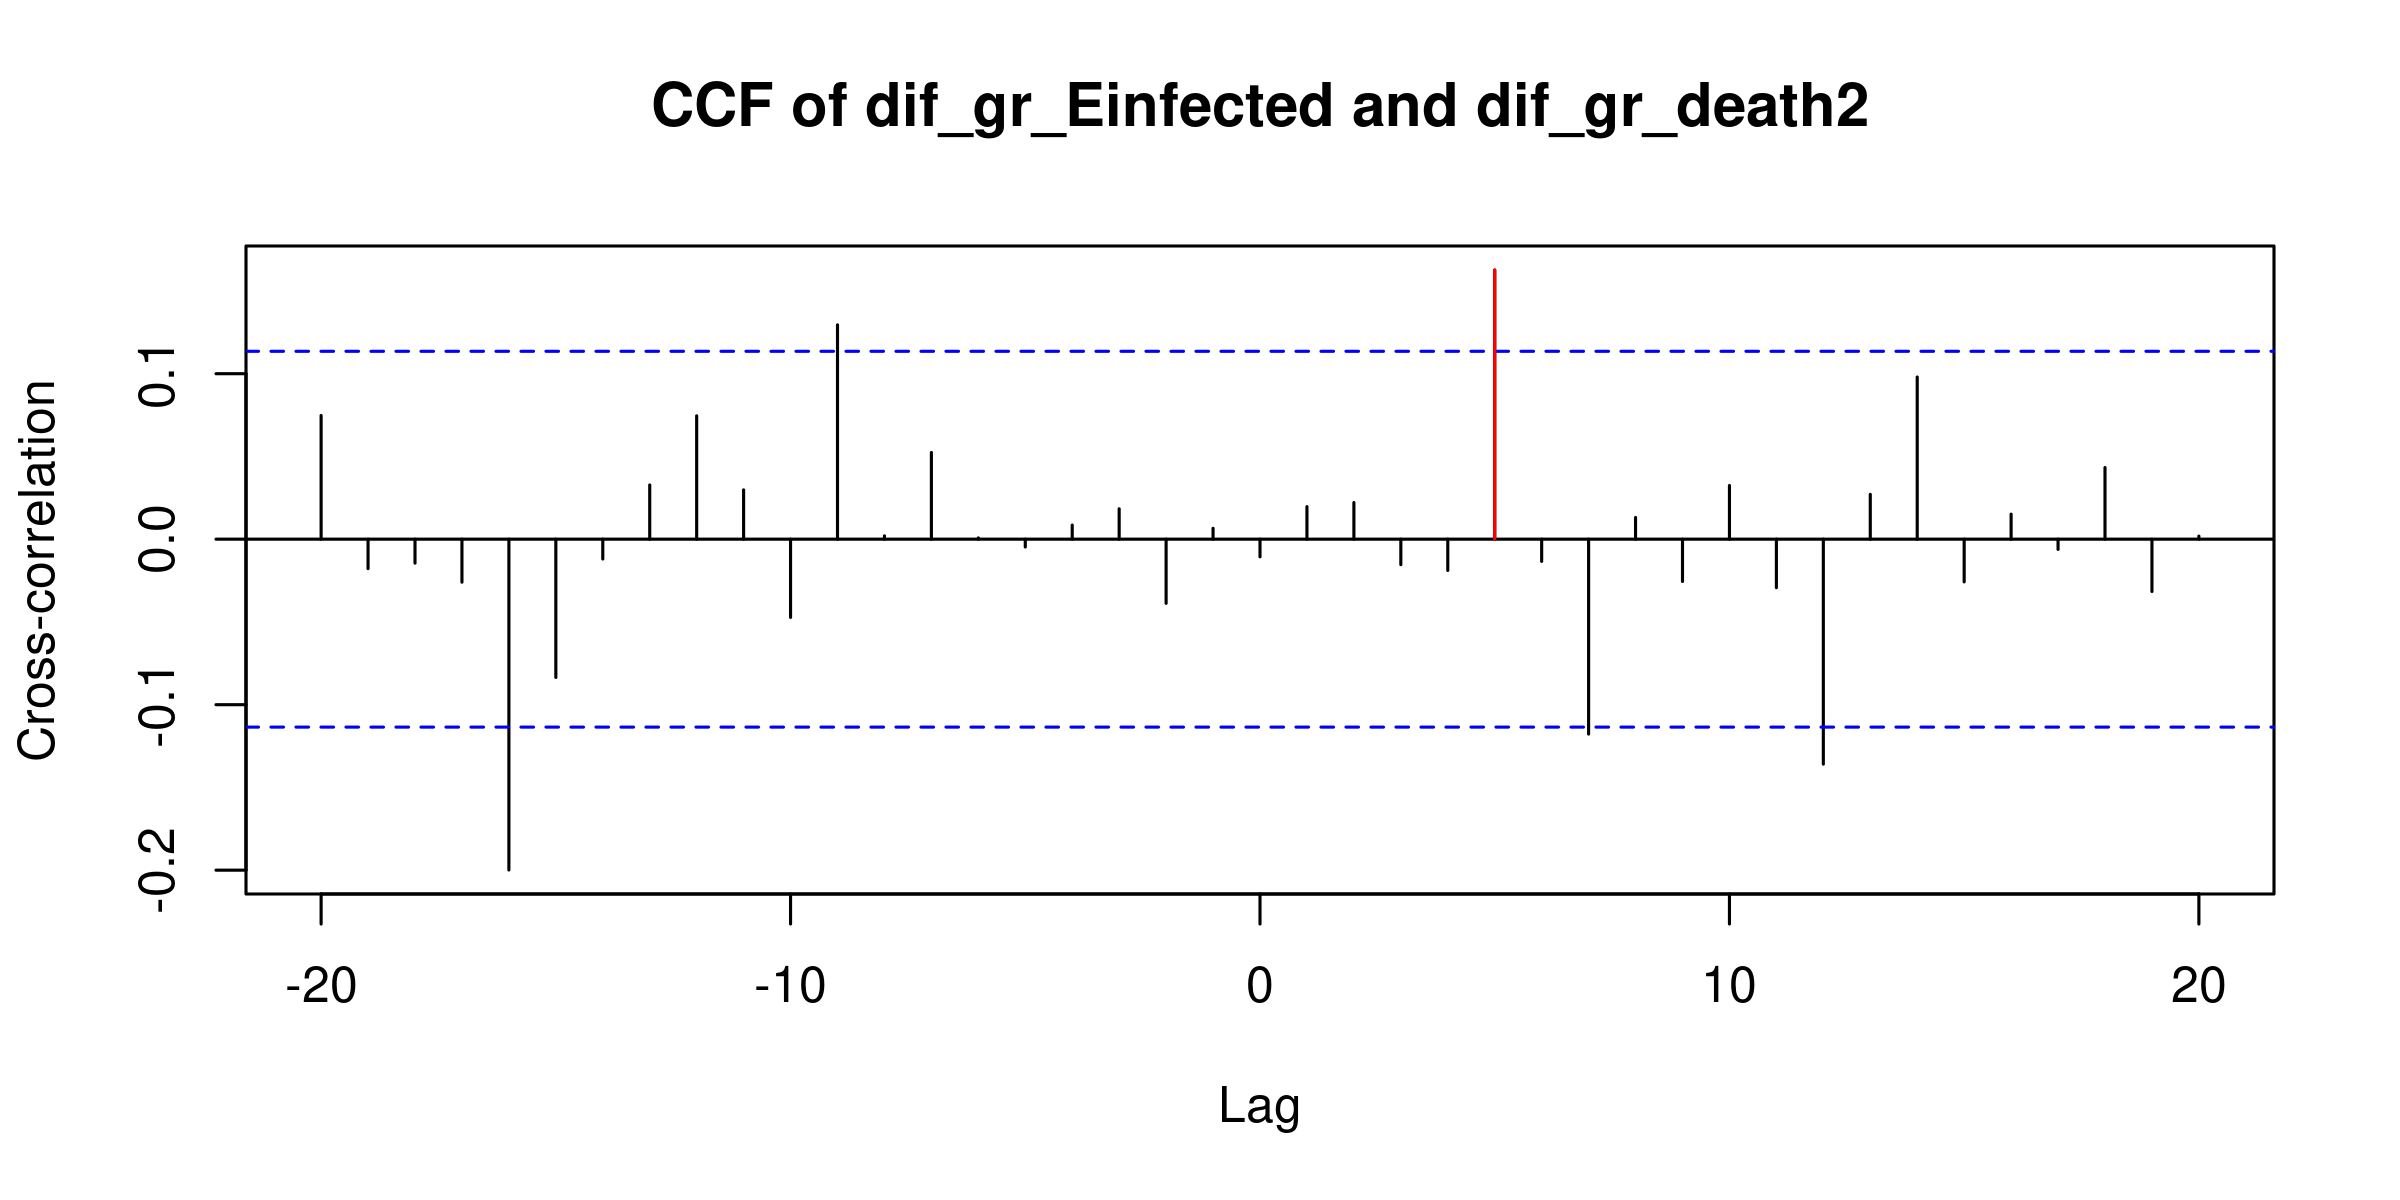 CCF of dif_gr_Einfected and dif_gr_death2
Cross-correlation
0.1
0.0
-0.1
-0.2
-20 -10 0 10 20
Lag